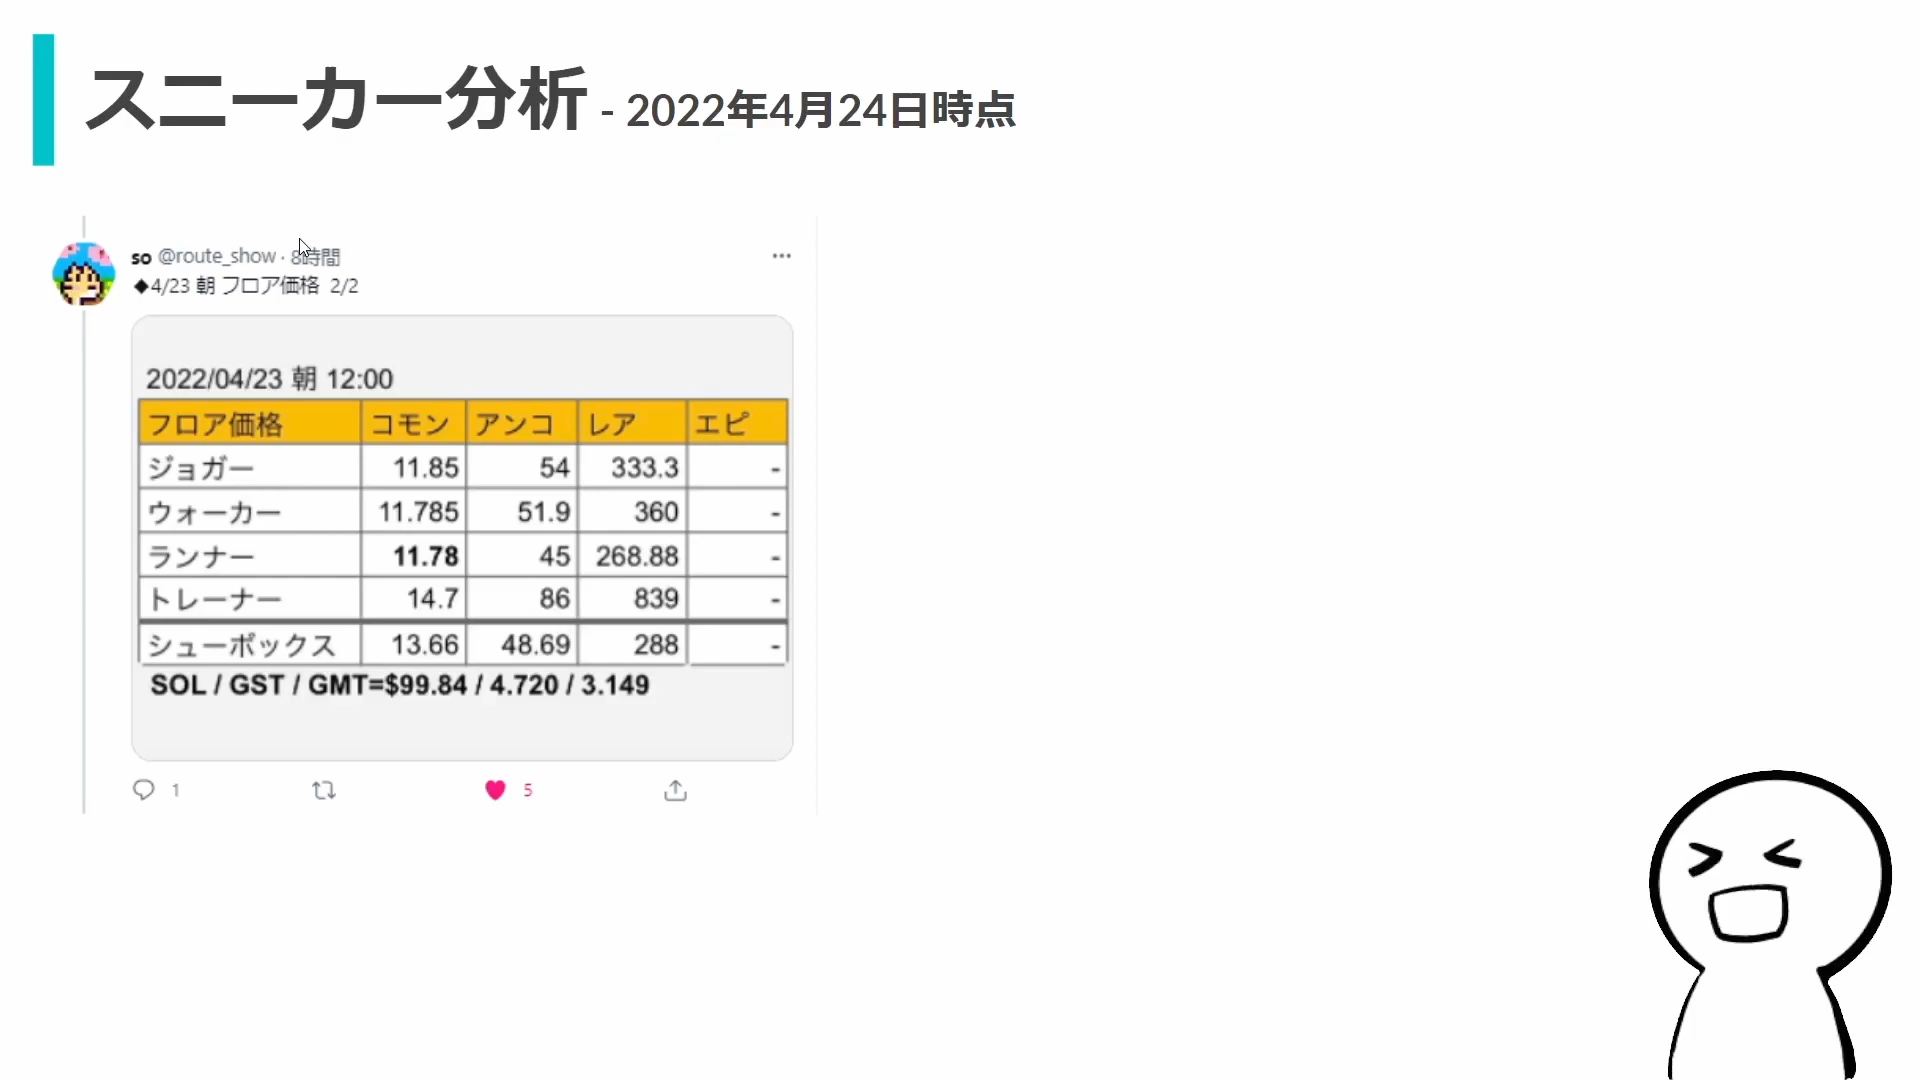 スニーカー分析 - 2022年4月24日時点
so @route_show · 8時間
◆4/23 朝 フロア価格 2/2
2022/04/23 朝 12:00
フロア価格 コモン アンコ レア エピ
ジョガー 11.85 54 333.3 -
ウォーカー 11.785 51.9 360 -
ランナー 11.78 45 268.88 -
トレーナー 14.7 86 839 -
シューボックス 13.66 48.69 288 -
SOL / GST / GMT=$99.84 / 4.720 / 3.149
1 5